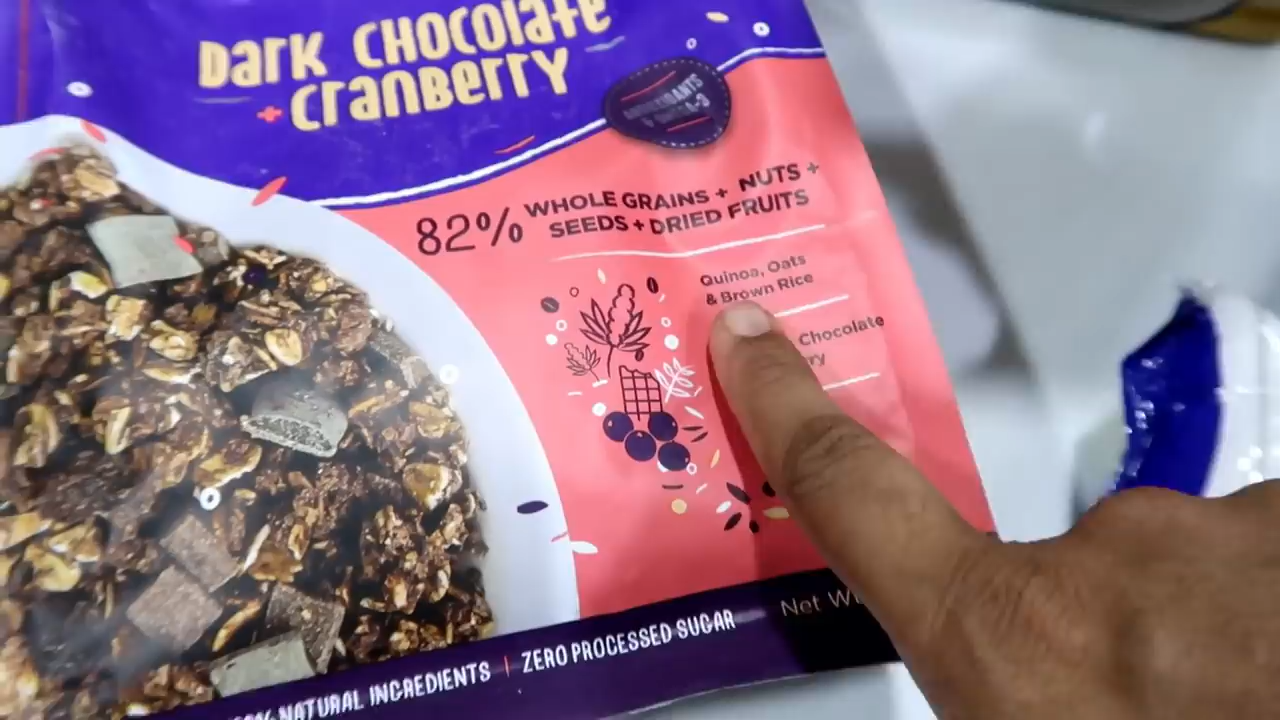 Dark Chocolate
+ Cranberry
82% WHOLE GRAINS + NUTS +
SEEDS + DRIED FRUITS
Quinoa, Oats
& Brown Rice
Chocolate
NATURAL INGREDIENTS | ZERO PROCESSED SUGAR
Net